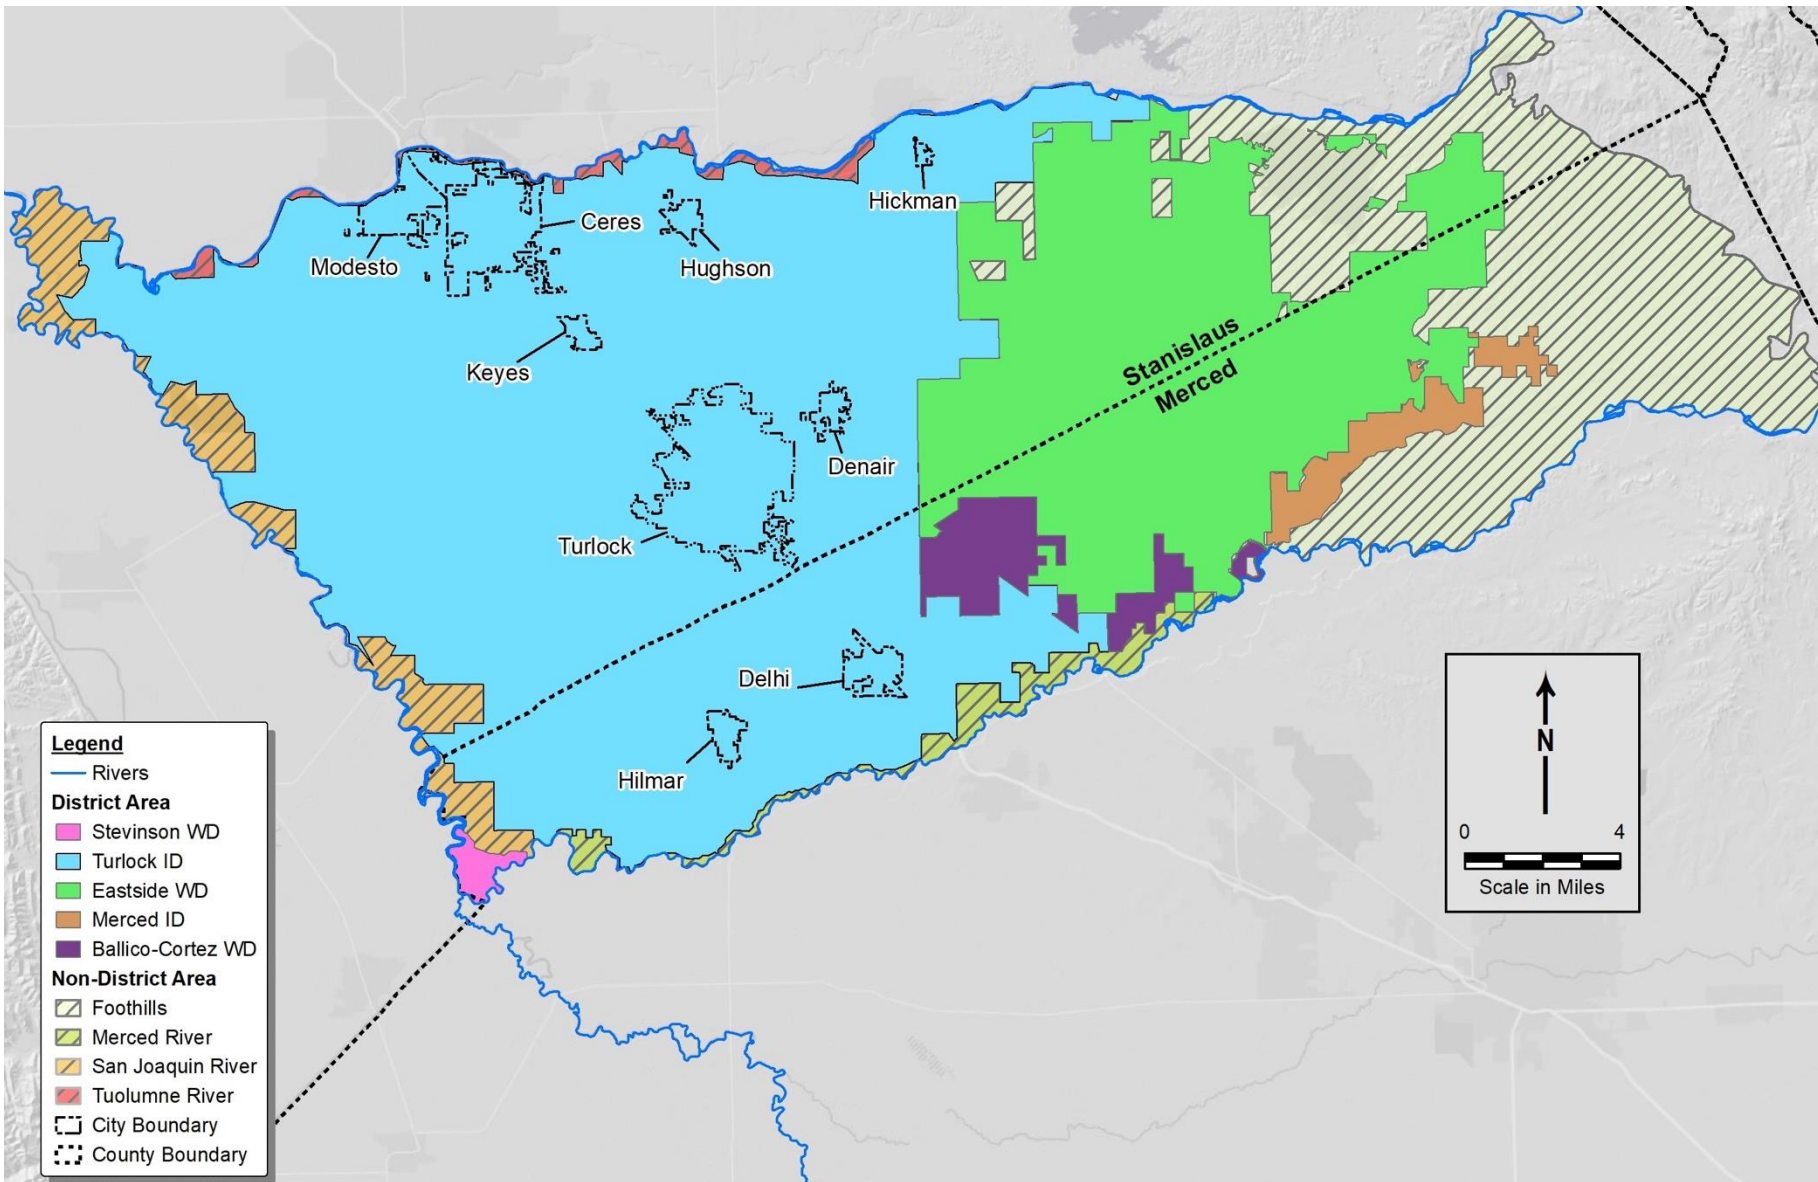 Hickman
Ceres
Modesto
Hughson
Keyes
Stanislaus
Merced
Denair
Turlock
Delhi
Hilmar
Legend
Rivers
District Area
Stevinson WD
Turlock ID
Eastside WD
Merced ID
Ballico-Cortez WD
Non-District Area
Foothills
Merced River
San Joaquin River
Tuolumne River
City Boundary
County Boundary
N
0 4
Scale in Miles